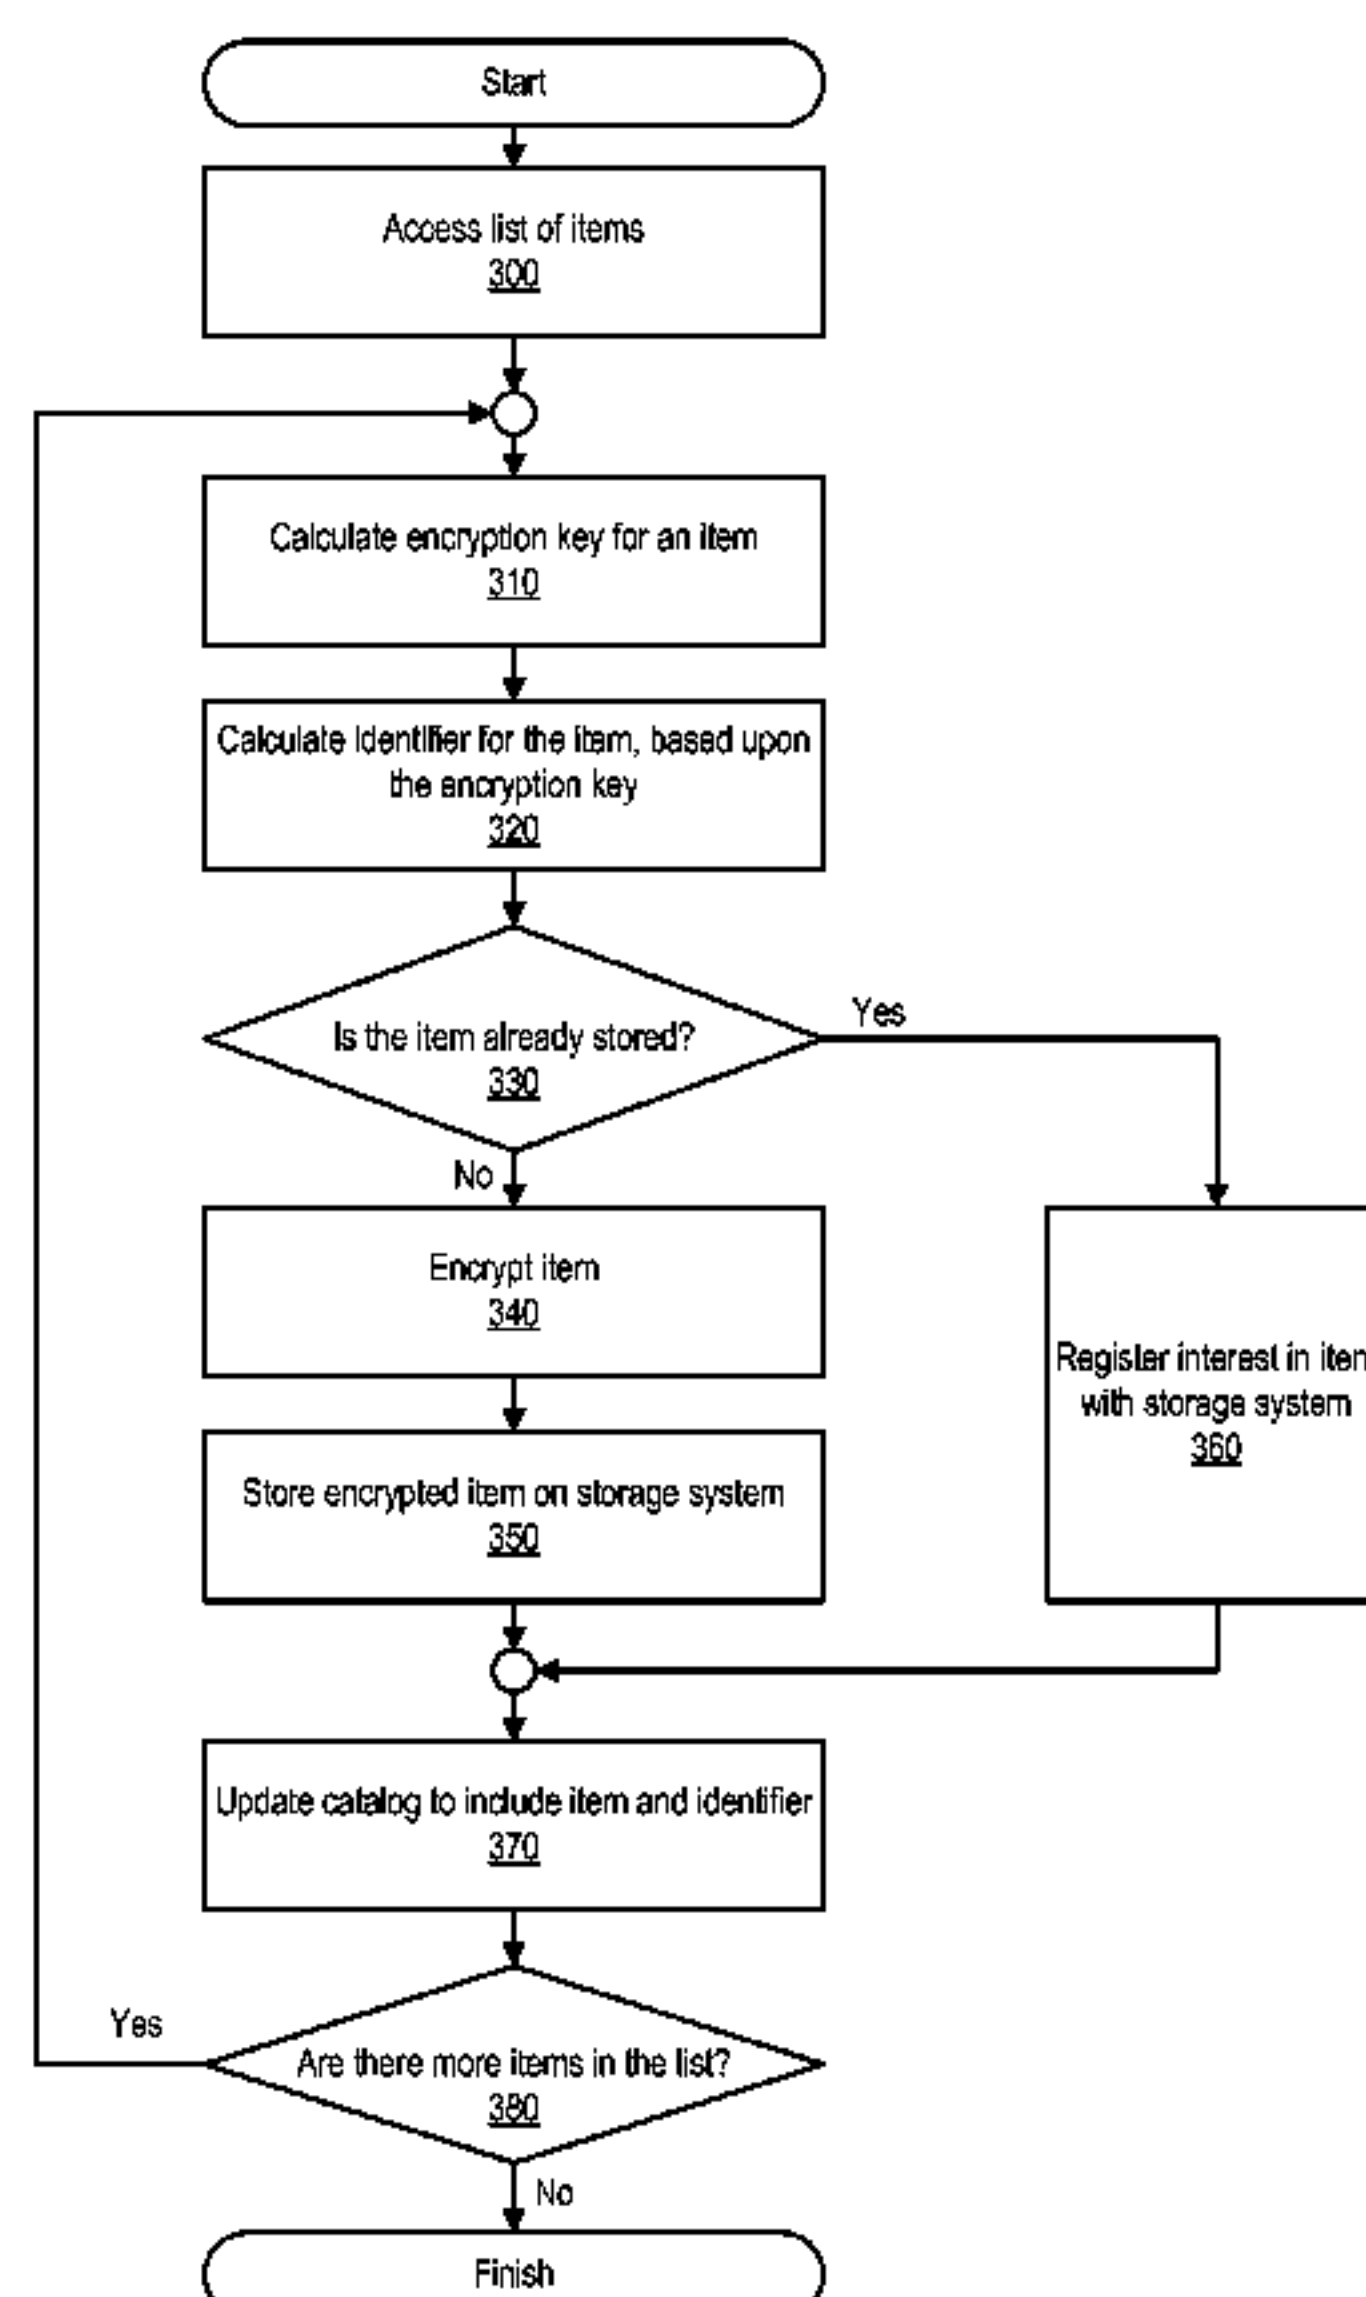 Start
Access list of items
300
Calculate encryption key for an item
310
Calculate identifier for the item, based upon
the encryption key
320
Is the item already stored?
330
Yes
No
Encrypt item
340
Register interest in
with storage system
360
Store encrypted item on storage system
350
Update catalog to include item and identifier
370
Are there more items in the list?
380
Yes
No
Finish